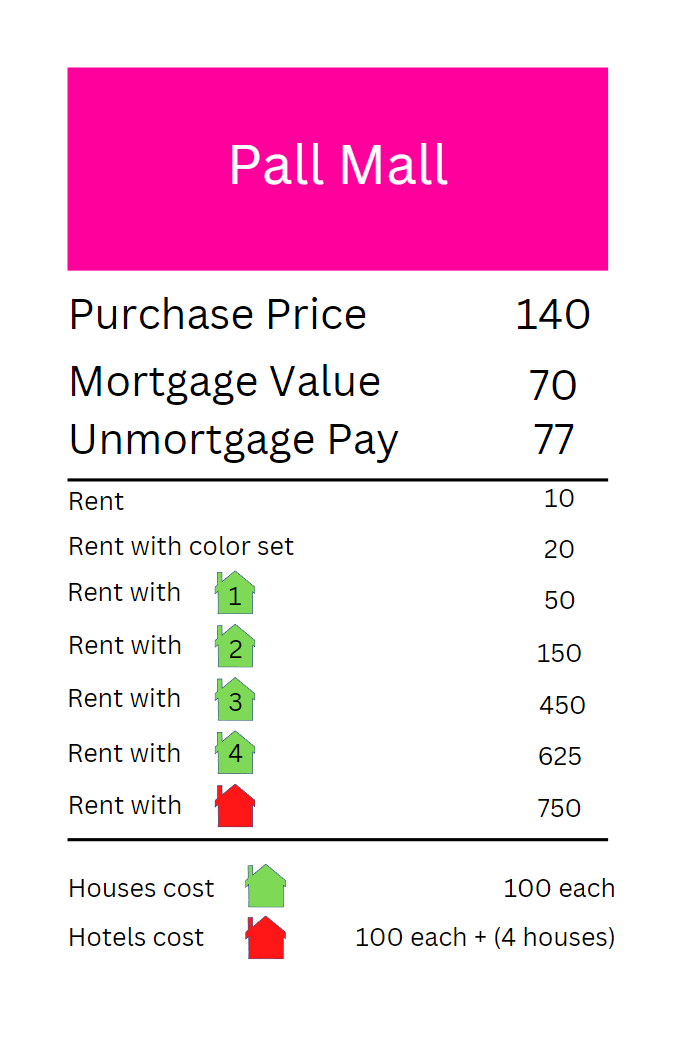 Pall Mall
Purchase Price 140
Mortgage Value 70
Unmortgage Pay 77
Rent 10
Rent with color set 20
Rent with 1 50
Rent with 2 150
Rent with 3 450
Rent with 4 625
Rent with 750
Houses cost 100 each
Hotels cost 100 each + (4 houses)